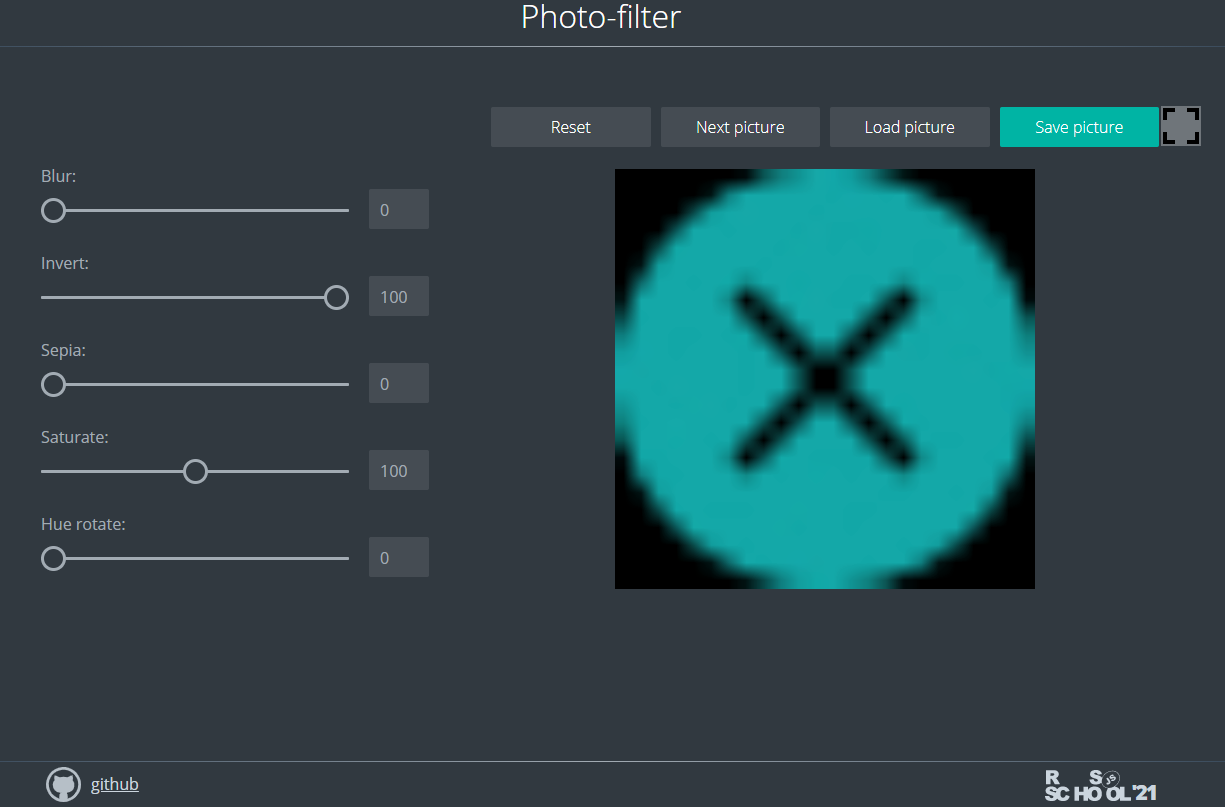 Photo-filter
Reset
Next picture
Load picture
Save picture
Blur:
0
Invert:
100
Sepia:
0
Saturate:
100
Hue rotate:
0
github
R S JS
SCHOOL'21